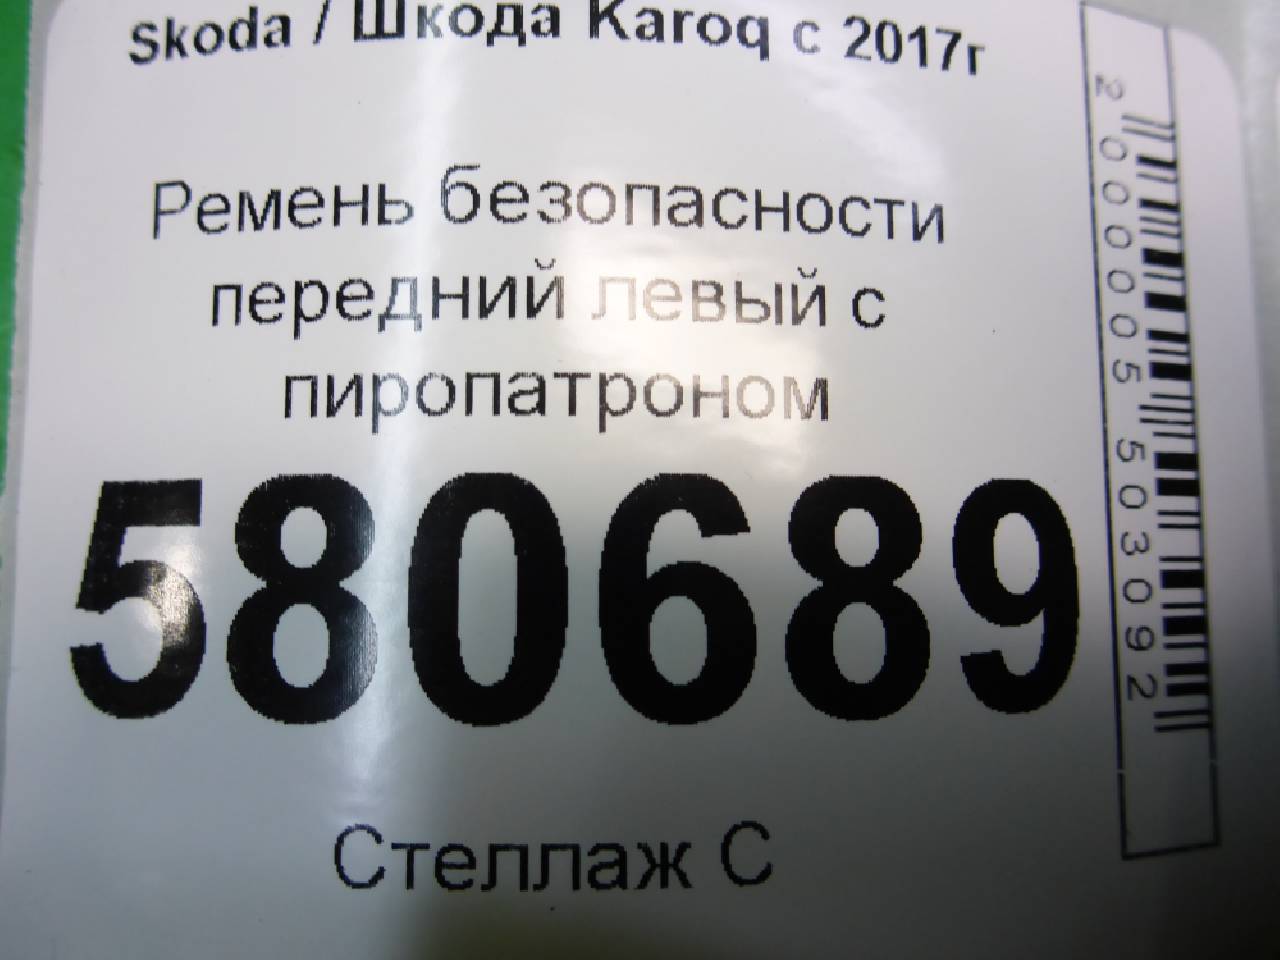 Skoda / Шкода Karoq с 2017г
Ремень безопасности
передний левый с
пиропатроном
580689
Стеллаж С
2000005503092